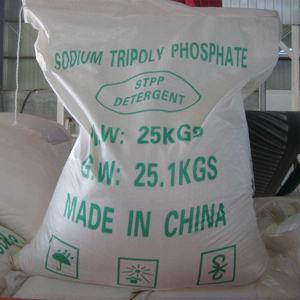 SODIUM TRIPOLY PHOSPHATE
STPP
DETERGENT
N.W: 25KGS
G.W: 25.1KGS
MADE IN CHINA